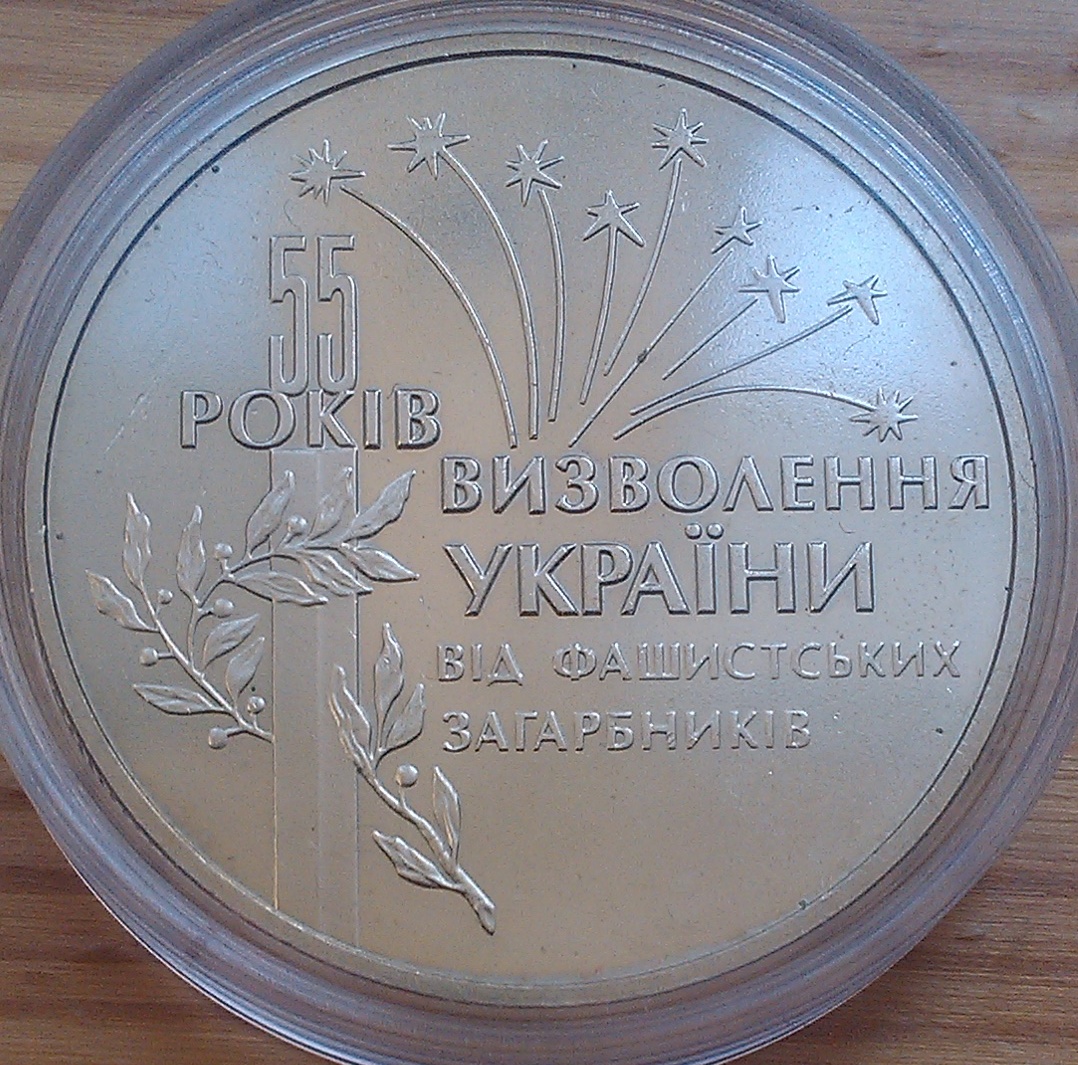 55
РОКІВ
ВИЗВОЛЕННЯ
УКРАЇНИ
ВІД ФАШИСТСЬКИХ
ЗАГАРБНИКІВ